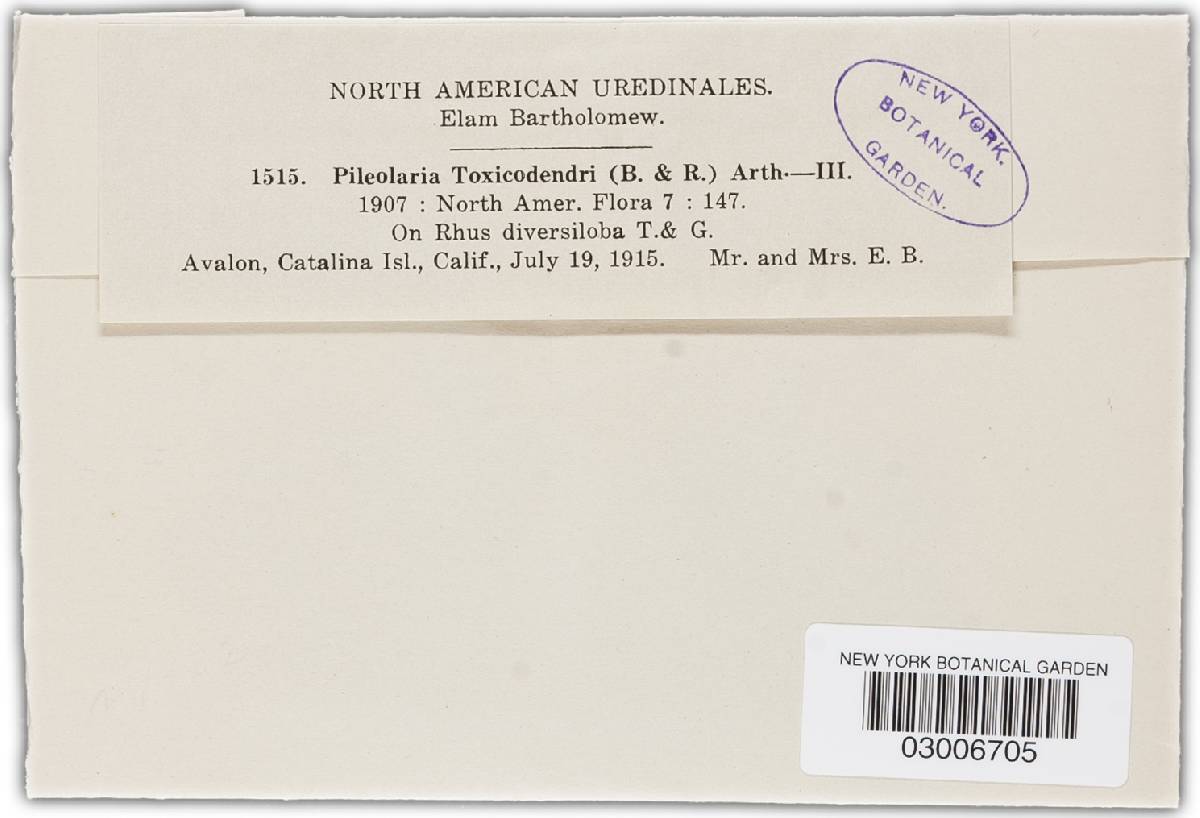 NORTH AMERICAN UREDINALES.
Elam Bartholomew.
1515. Pileolaria Toxicodendri (B. & R.) Arth.—III.
1907 : North Amer. Flora 7 : 147.
On Rhus diversiloba T.& G.
Avalon, Catalina Isl., Calif., July 19, 1915. Mr. and Mrs. E. B.
NEW YORK.
BOTANICAL
GARDEN.
NEW YORK BOTANICAL GARDEN
03006705